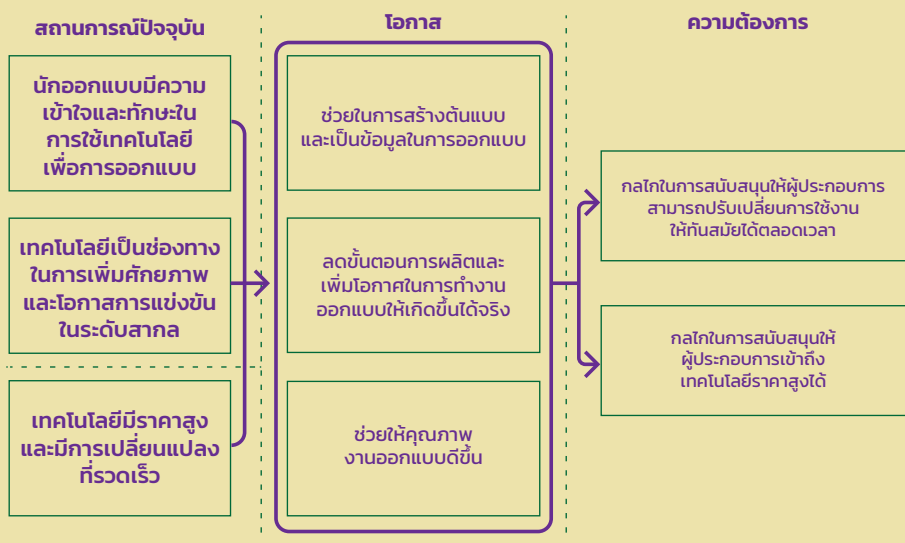 สถานการณ์ปัจจุบัน
นักออกแบบมีความ
เข้าใจและทักษะใน
การใช้เทคโนโลยี
เพื่อการออกแบบ
เทคโนโลยีเป็นช่องทาง
ในการเพิ่มศักยภาพ
และโอกาสการแข่งขัน
ในระดับสากล
เทคโนโลยีมีราคาสูง
และมีการเปลี่ยนแปลง
ที่รวดเร็ว
โอกาส
ช่วยในการสร้างต้นแบบ
และเป็นข้อมูลในการออกแบบ
ลดขั้นตอนการผลิตและ
เพิ่มโอกาสในการทำงาน
ออกแบบให้เกิดขึ้นได้จริง
ช่วยให้คุณภาพ
งานออกแบบดีขึ้น
ความต้องการ
กลไกในการสนับสนุนให้ผู้ประกอบการ
สามารถปรับเปลี่ยนการใช้งาน
ให้ทันสมัยได้ตลอดเวลา
กลไกในการสนับสนุนให้
ผู้ประกอบการเข้าถึง
เทคโนโลยีราคาสูงได้